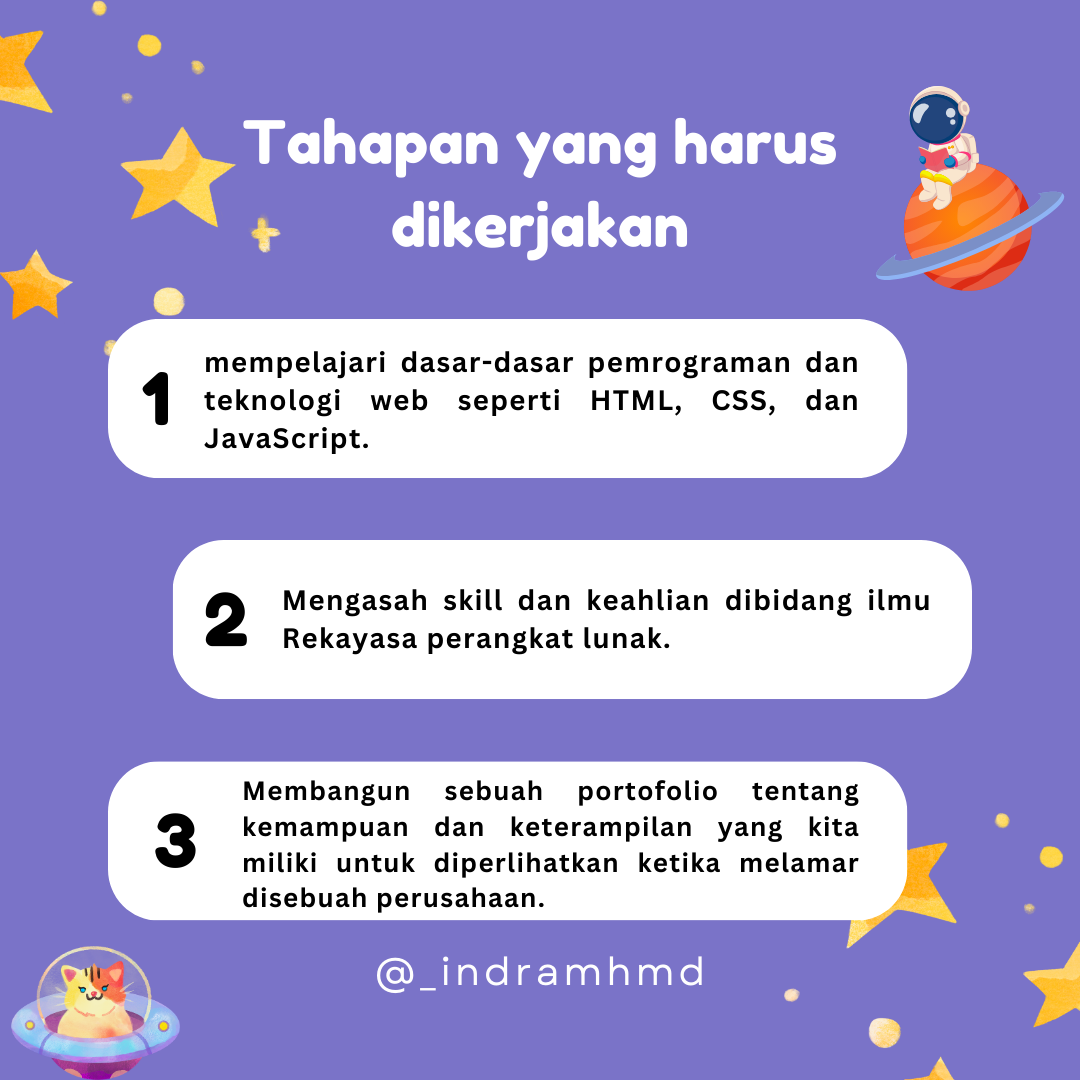 Tahapan yang harus
dikerjakan
1
mempelajari dasar-dasar pemrograman dan
teknologi web seperti HTML, CSS, dan
JavaScript.
2
Mengasah skill dan keahlian dibidang ilmu
Rekayasa perangkat lunak.
3
Membangun sebuah portofolio tentang
kemampuan dan keterampilan yang kita
miliki untuk diperlihatkan ketika melamar
disebuah perusahaan.
@_indramhmd